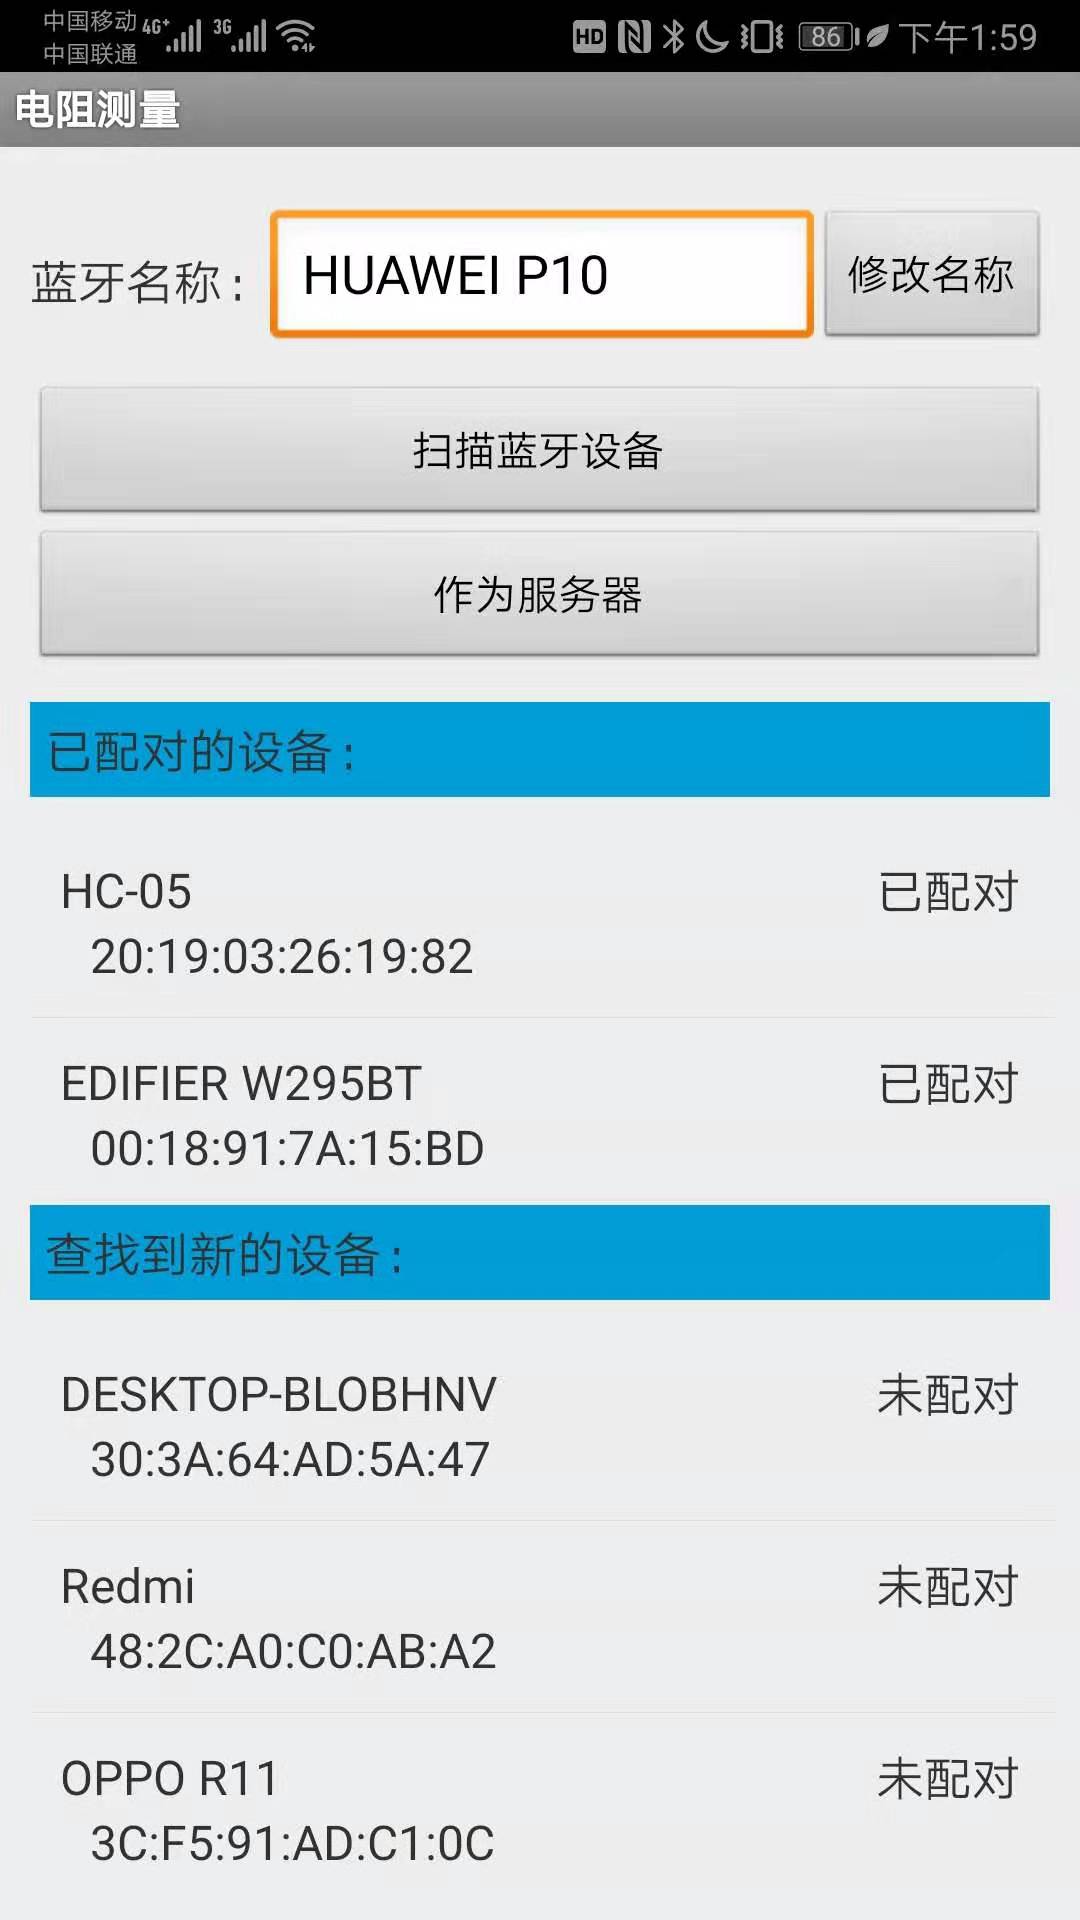 中国移动 4G+ 3G
中国联通
HD 86 下午1:59
电阻测量
蓝牙名称: HUAWEI P10 修改名称
扫描蓝牙设备
作为服务器
已配对的设备:
HC-05 已配对
20:19:03:26:19:82
EDIFIER W295BT 已配对
00:18:91:7A:15:BD
查找到新的设备:
DESKTOP-BLOBHNV 未配对
30:3A:64:AD:5A:47
Redmi 未配对
48:2C:A0:C0:AB:A2
OPPO R11 未配对
3C:F5:91:AD:C1:0C